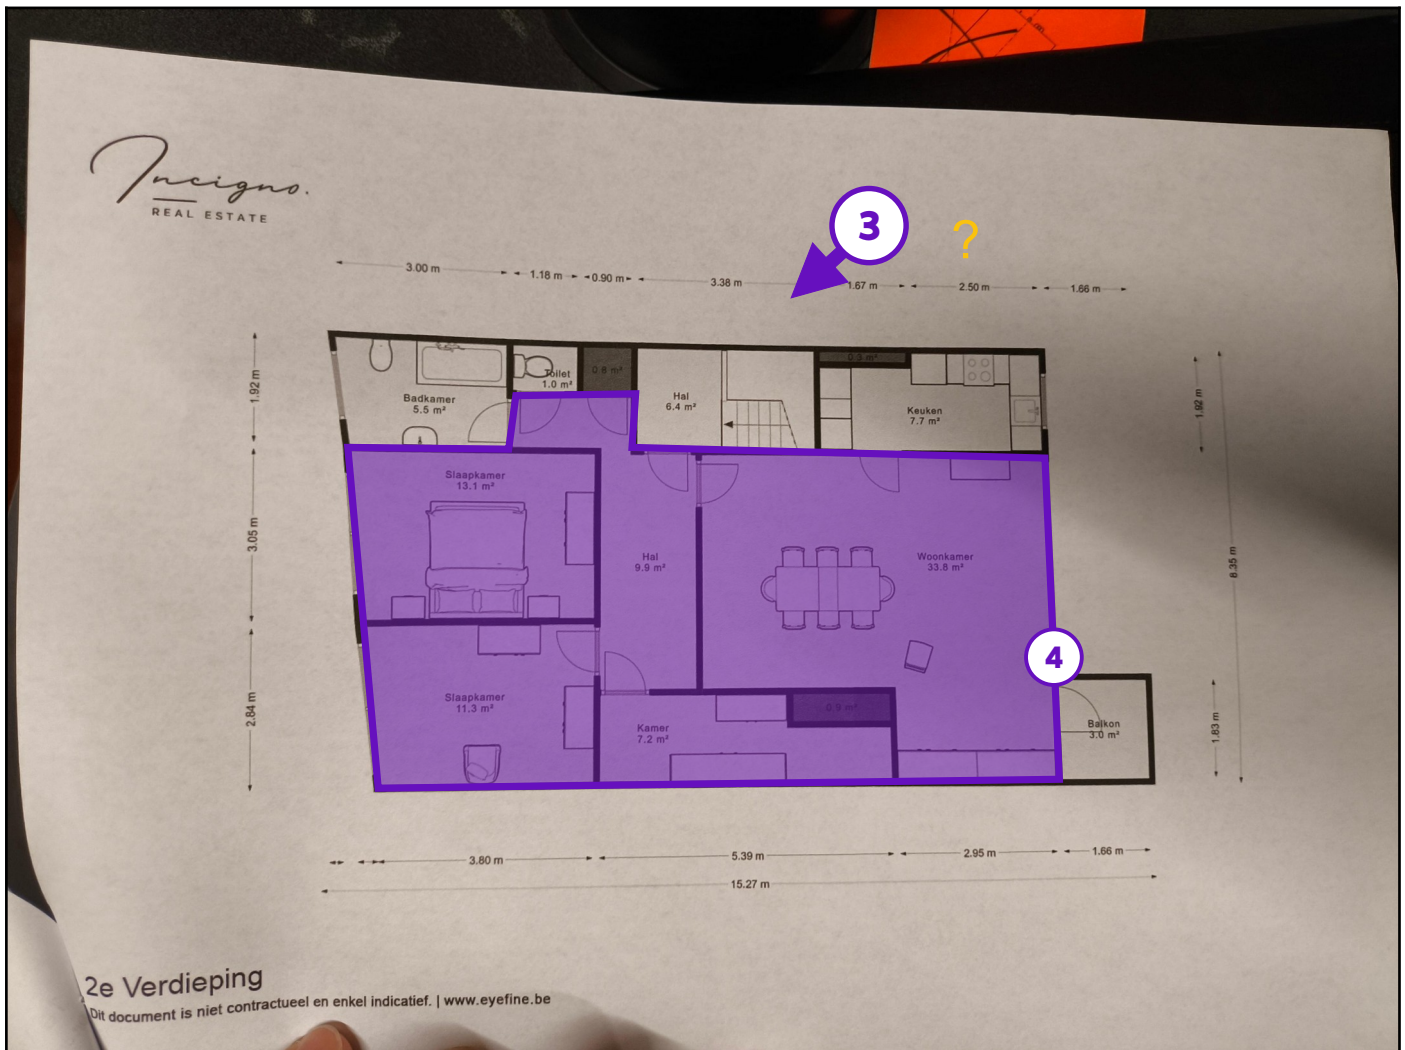 Incigno.
REAL ESTATE
3
?
3.00 m
1.18 m
0.90 m
3.38 m
1.67 m
2.50 m
1.66 m
1.92 m
3.05 m
2.84 m
1.92 m
8.35 m
1.83 m
Badkamer
5.5 m²
Toilet
1.0 m²
0.8 m²
Hal
6.4 m²
0.3 m²
Keuken
7.7 m²
Slaapkamer
13.1 m²
Hal
9.9 m²
Woonkamer
33.8 m²
4
Slaapkamer
11.3 m²
Kamer
7.2 m²
0.9 m²
Balkon
3.0 m²
3.80 m
5.39 m
2.95 m
1.66 m
15.27 m
2e Verdieping
Dit document is niet contractueel en enkel indicatief. | www.eyefine.be